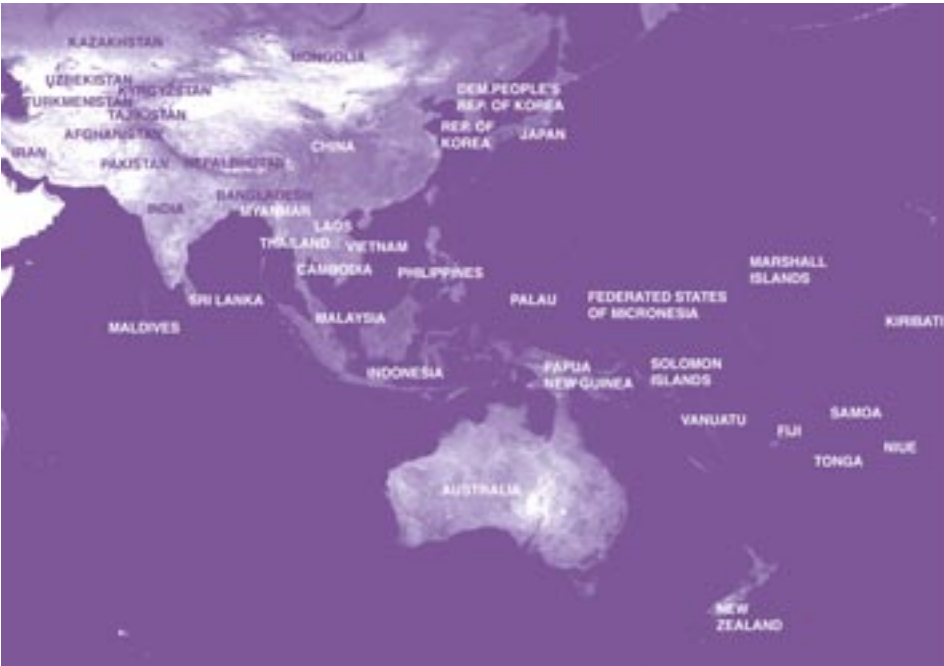 KAZAKHSTAN
MONGOLIA
UZBEKISTAN
KYRGYZSTAN
TURKMENISTAN
TAJIKISTAN
DEM.PEOPLE'S
REP. OF KOREA
AFGHANISTAN
REP. OF
KOREA
JAPAN
IRAN
CHINA
PAKISTAN
NEPAL
BHUTAN
BANGLADESH
INDIA
MYANMAR
LAOS
THAILAND
VIETNAM
CAMBODIA
PHILIPPINES
MARSHALL
ISLANDS
SRI LANKA
PALAU
FEDERATED STATES
OF MICRONESIA
MALDIVES
MALAYSIA
KIRIBATI
INDONESIA
PAPUA
NEW GUINEA
SOLOMON
ISLANDS
VANUATU
SAMOA
FIJI
NIUE
TONGA
AUSTRALIA
NEW
ZEALAND